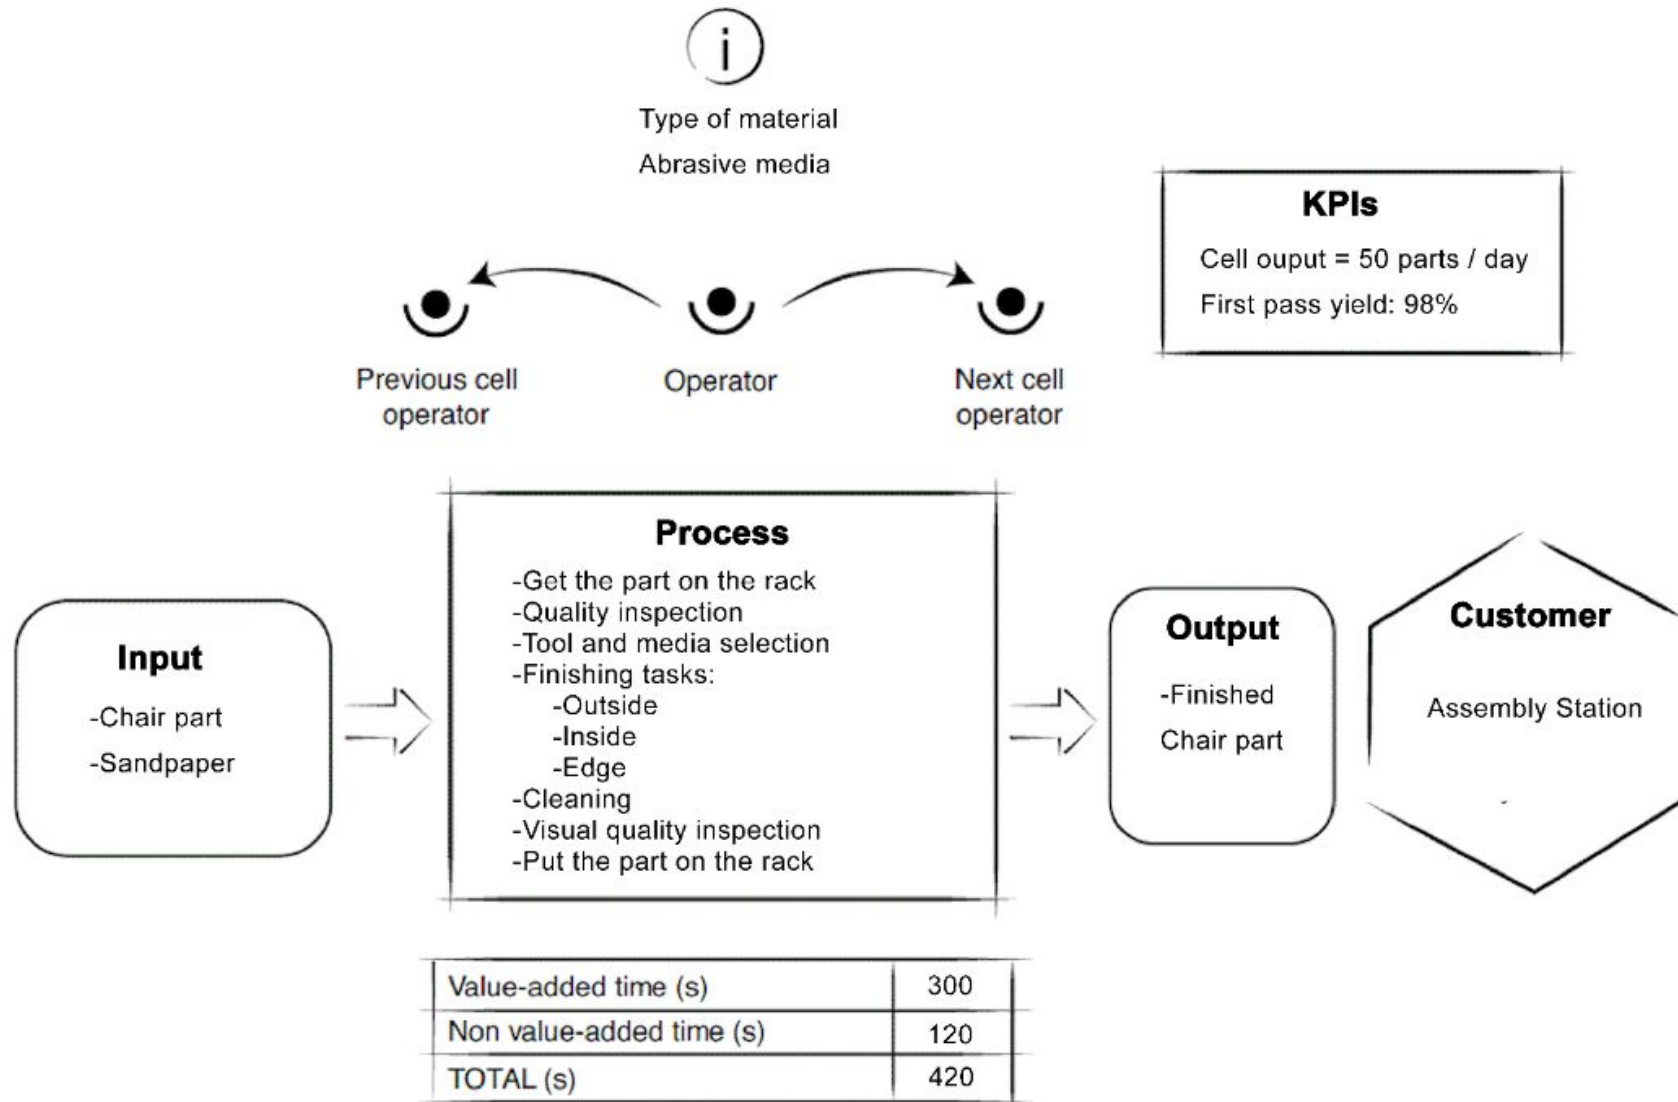 i
Type of material
Abrasive media
KPIs
Cell ouput = 50 parts / day
First pass yield: 98%
Previous cell
operator
Operator
Next cell
operator
Input
-Chair part
-Sandpaper
Process
-Get the part on the rack
-Quality inspection
-Tool and media selection
-Finishing tasks:
-Outside
-Inside
-Edge
-Cleaning
-Visual quality inspection
-Put the part on the rack
Output
-Finished
Chair part
Customer
Assembly Station
Value-added time (s) 300
Non value-added time (s) 120
TOTAL (s) 420